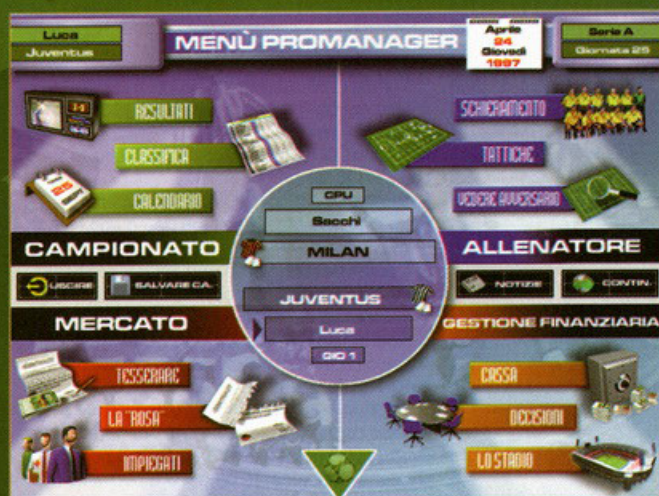 Luca
Juventus
MENÙ PROMANAGER
Aprile
24
Giovedì
1997
Serie A
Giornata 25
RESULTATI
CLASSIFICA
25
CALENDARIO
SCHIERAMENTO
TATTICHE
VEDERE AVVERSARIO
CPU
Sacchi
MILAN
JUVENTUS
Luca
GIO 1
CAMPIONATO
ALLENATORE
USCIRE
SALVARE CA.
NOTIZIE
CONTIN.
MERCATO
GESTIONE FINANZIARIA
TESSERARE
LA "ROSA"
IMPIEGATI
CASSA
DECISIONI
LO STADIO